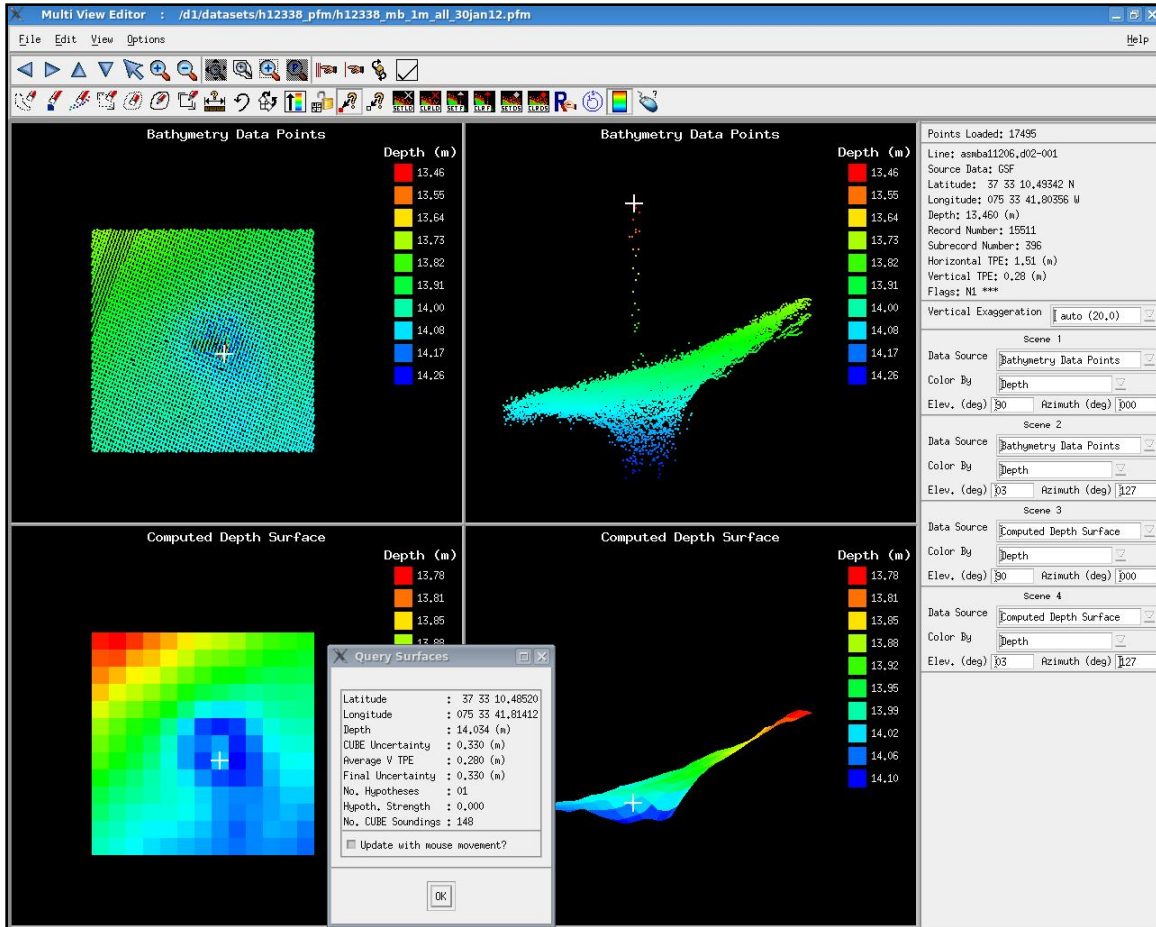 Multi View Editor : /d1/datasets/h12338_pfm/h12338_mb_1m_all_30jan12.pfm
File Edit View Options Help
SETLD CLRLD SET F CLR F SETDS CLRDS R
Bathymetry Data Points
Depth (m)
13.46
13.55
13.64
13.73
13.82
13.91
14.00
14.08
14.17
14.26
Bathymetry Data Points
Depth (m)
13.46
13.55
13.64
13.73
13.82
13.91
14.00
14.08
14.17
14.26
Computed Depth Surface
Depth (m)
13.78
13.81
13.85
13.88
Computed Depth Surface
Depth (m)
13.78
13.81
13.85
13.88
13.92
13.95
13.99
14.02
14.06
14.10
Query Surfaces
Latitude : 37 33 10.48520
Longitude : 075 33 41.81412
Depth : 14.034 (m)
CUBE Uncertainty : 0.330 (m)
Average V TPE : 0.280 (m)
Final Uncertainty : 0.330 (m)
No. Hypotheses : 01
Hypoth. Strength : 0.000
No. CUBE Soundings : 148
Update with mouse movement?
OK
Points Loaded: 17495
Line: asmba11206.d02-001
Source Data: GSF
Latitude: 37 33 10.49342 N
Longitude: 075 33 41.80356 W
Depth: 13.460 (m)
Record Number: 15511
Subrecord Number: 396
Horizontal TPE: 1.51 (m)
Vertical TPE: 0.28 (m)
Flags: N1 ***
Vertical Exaggeration auto (20.0)
Scene 1
Data Source Bathymetry Data Points
Color By Depth
Elev. (deg) 90 Azimuth (deg) 000
Scene 2
Data Source Bathymetry Data Points
Color By Depth
Elev. (deg) 03 Azimuth (deg) 127
Scene 3
Data Source Computed Depth Surface
Color By Depth
Elev. (deg) 90 Azimuth (deg) 000
Scene 4
Data Source Computed Depth Surface
Color By Depth
Elev. (deg) 03 Azimuth (deg) 127